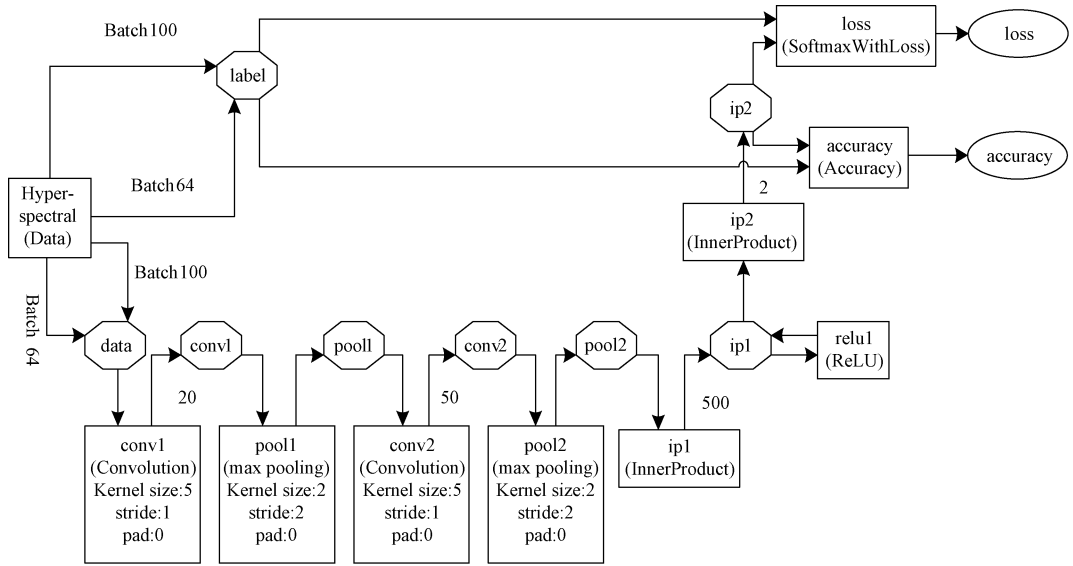 Batch100
label
loss
(SoftmaxWithLoss)
loss
ip2
accuracy
(Accuracy)
accuracy
Batch64
Hyper-
spectral
(Data)
2
ip2
(InnerProduct)
Batch100
Batch 64
data
convl
pooll
conv2
pool2
ip1
relu1
(ReLU)
20
50
500
conv1
(Convolution)
Kernel size:5
stride:1
pad:0
pool1
(max pooling)
Kernel size:2
stride:2
pad:0
conv2
(Convolution)
Kernel size:5
stride:1
pad:0
pool2
(max pooling)
Kernel size:2
stride:2
pad:0
ip1
(InnerProduct)